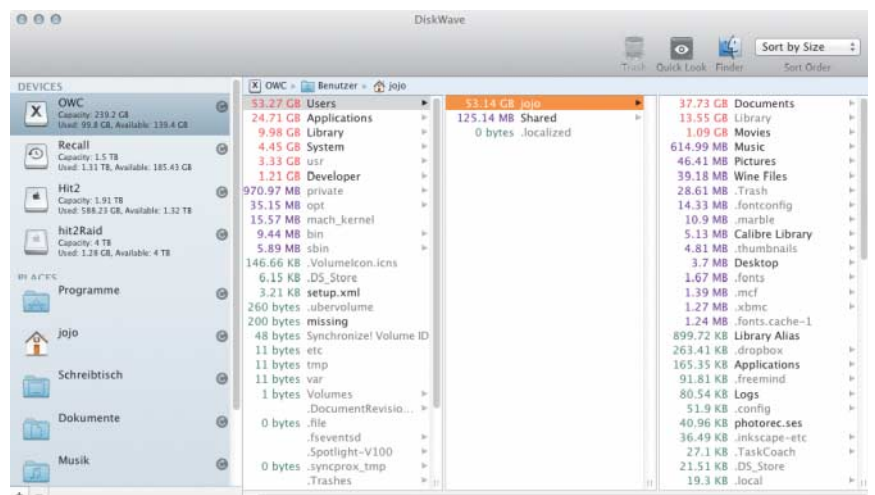 DiskWave
Trash
Quick Look
Finder
Sort by Size
Sort Order
DEVICES
OWC
Capacity: 239.2 GB
Used: 99.8 GB, Available: 139.4 GB
Recall
Capacity: 1.5 TB
Used: 1.31 TB, Available: 185.43 GB
Hit2
Capacity: 1.91 TB
Used: 588.23 GB, Available: 1.32 TB
hit2Raid
Capacity: 4 TB
Used: 1.28 GB, Available: 4 TB
PLACES
Programme
jojo
Schreibtisch
Dokumente
Musik
X OWC » Benutzer » jojo
53.27 GB Users
24.71 GB Applications
9.98 GB Library
4.45 GB System
3.33 GB usr
1.21 GB Developer
970.97 MB private
35.15 MB opt
15.57 MB mach_kernel
9.44 MB bin
5.89 MB sbin
146.66 KB .VolumeIcon.icns
6.15 KB .DS_Store
3.21 KB setup.xml
260 bytes .ubervolume
200 bytes missing
48 bytes Synchronize! Volume ID
11 bytes etc
11 bytes tmp
11 bytes var
1 bytes Volumes
.DocumentRevisio...
0 bytes .file
.fseventsd
.Spotlight-V100
0 bytes .syncprox_tmp
.Trashes
53.14 GB jojo
125.14 MB Shared
0 bytes .localized
37.73 GB Documents
13.55 GB Library
1.09 GB Movies
614.99 MB Music
46.41 MB Pictures
39.18 MB Wine Files
28.61 MB .Trash
14.33 MB .fontconfig
10.9 MB .marble
5.13 MB Calibre Library
4.81 MB .thumbnails
3.7 MB Desktop
1.67 MB .fonts
1.39 MB .mcf
1.27 MB .xbmc
1.24 MB .fonts.cache-1
899.72 KB Library Alias
263.41 KB .dropbox
165.35 KB Applications
91.81 KB .freemind
80.54 KB Logs
51.9 KB .config
40.96 KB photorec.ses
36.49 KB .inkscape-etc
27.1 KB .TaskCoach
21.51 KB .DS_Store
19.3 KB .local